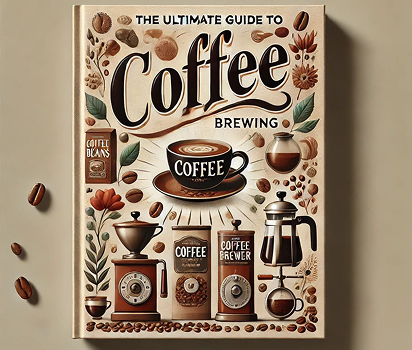 THE ULTIMATE GUIDE TO
Coffee
BREWING
COFFEE
BEANS
COFFEE
COFFEE
COFFEE
BREWER